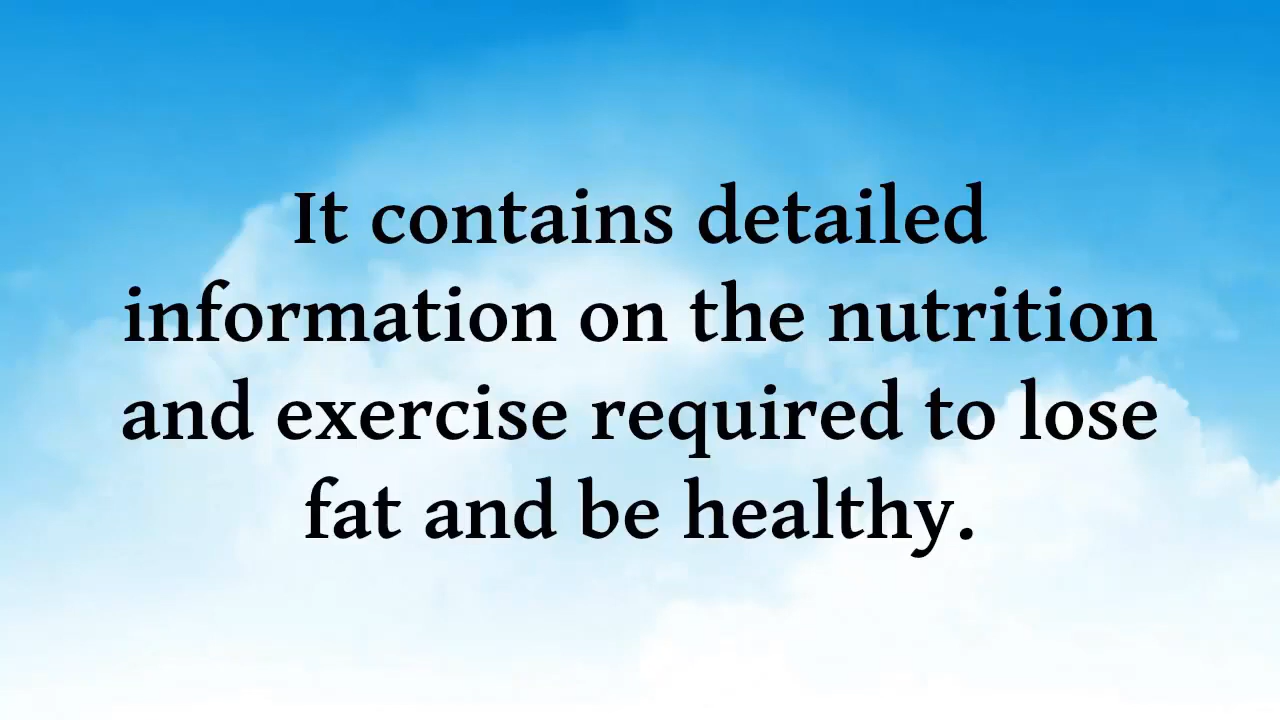 It contains detailed
information on the nutrition
and exercise required to lose
fat and be healthy.